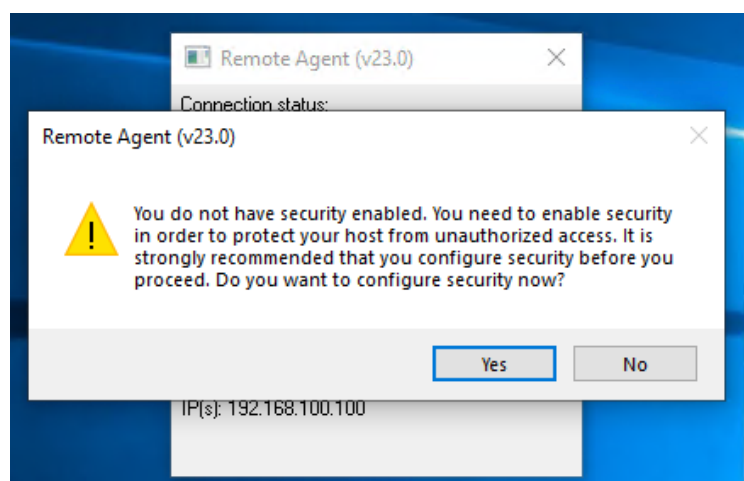 Remote Agent (v23.0)
Connection status:
Remote Agent (v23.0)
You do not have security enabled. You need to enable security
in order to protect your host from unauthorized access. It is
strongly recommended that you configure security before you
proceed. Do you want to configure security now?
Yes No
IP(s): 192.168.100.100